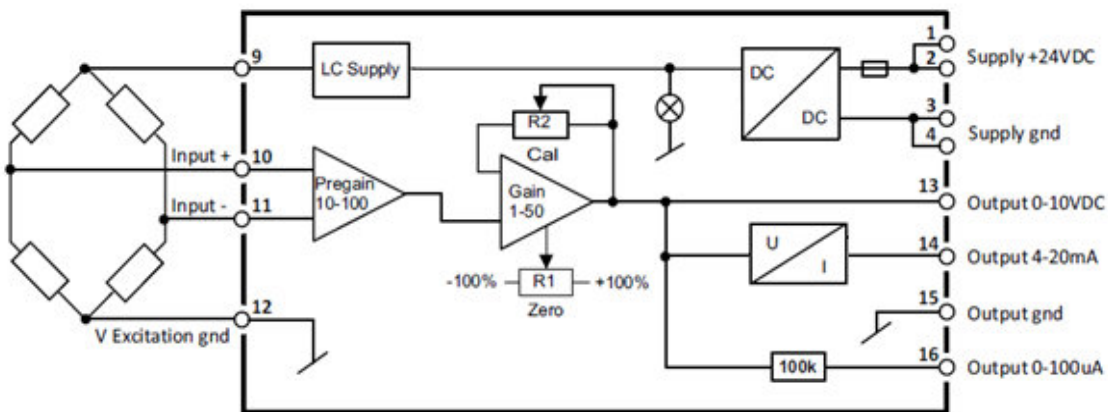 1
9
LC Supply
DC
DC
2
Supply +24VDC
3
4
Supply gnd
R2
Cal
Input +
10
Pregain
10-100
Gain
1-50
13
Output 0-10VDC
Input -
11
U
I
14
Output 4-20mA
-100%
R1
+100%
Zero
12
V Excitation gnd
15
Output gnd
100k
16
Output 0-100uA